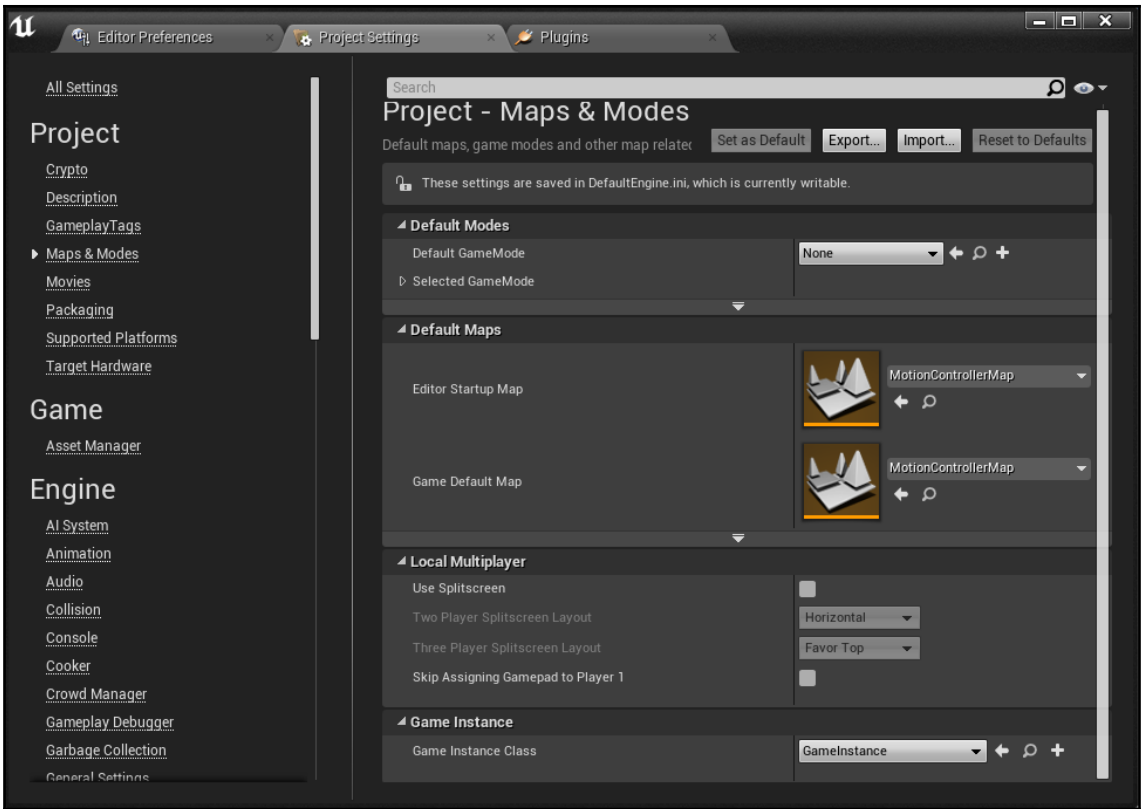 Editor Preferences
Project Settings
Plugins
All Settings
Project
Crypto
Description
GameplayTags
Maps & Modes
Movies
Packaging
Supported Platforms
Target Hardware
Game
Asset Manager
Engine
AI System
Animation
Audio
Collision
Console
Cooker
Crowd Manager
Gameplay Debugger
Garbage Collection
General Settings
Search
Project - Maps & Modes
Default maps, game modes and other map related
Set as Default
Export...
Import...
Reset to Defaults
These settings are saved in DefaultEngine.ini, which is currently writable.
Default Modes
Default GameMode
None
Selected GameMode
Default Maps
Editor Startup Map
MotionControllerMap
Game Default Map
MotionControllerMap
Local Multiplayer
Use Splitscreen
Two Player Splitscreen Layout
Horizontal
Three Player Splitscreen Layout
Favor Top
Skip Assigning Gamepad to Player 1
Game Instance
Game Instance Class
GameInstance